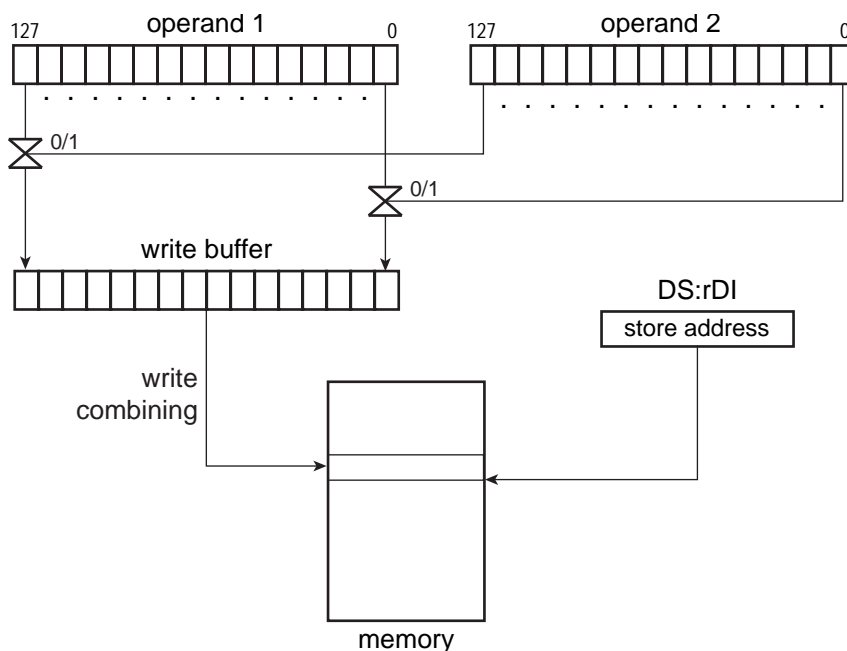 operand 1
operand 2
127
0
127
0
0/1
0/1
write buffer
DS:rDI
store address
write
combining
memory